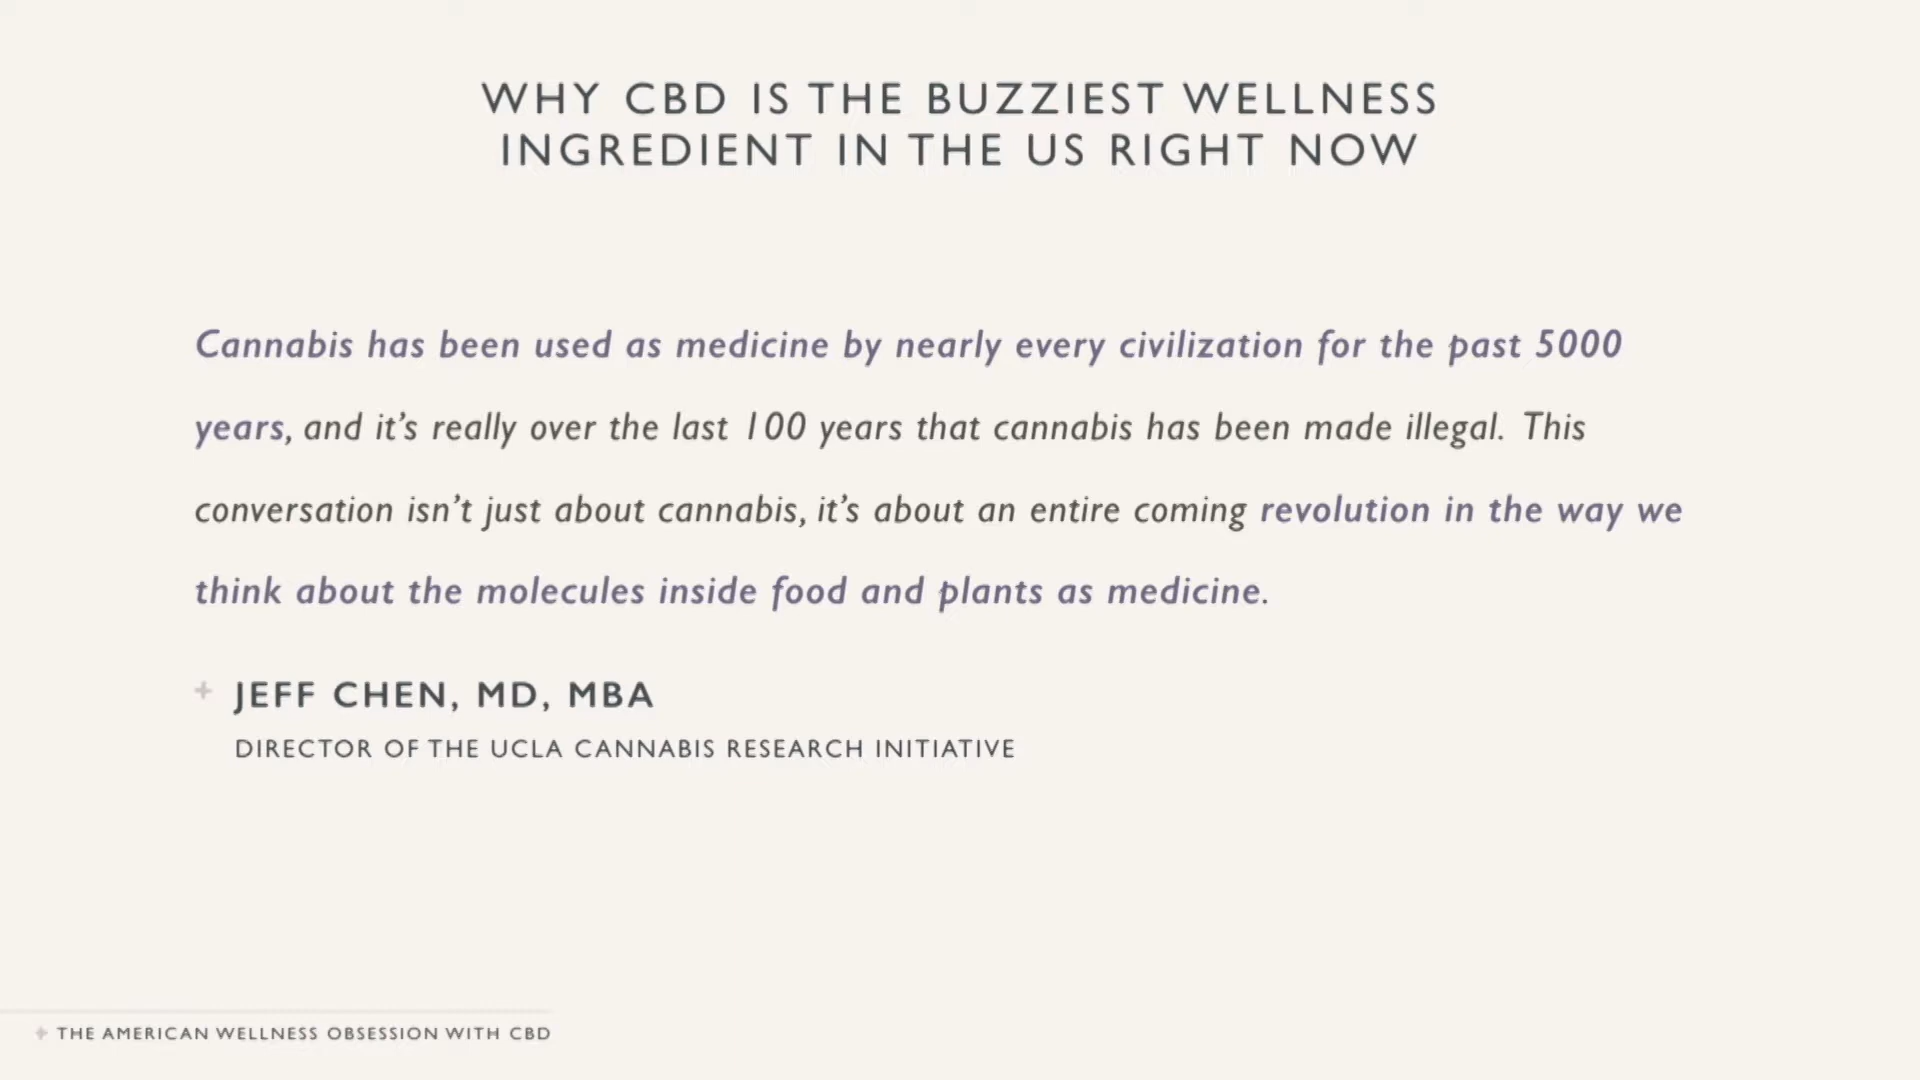 WHY CBD IS THE BUZZIEST WELLNESS
INGREDIENT IN THE US RIGHT NOW
Cannabis has been used as medicine by nearly every civilization for the past 5000
years, and it’s really over the last 100 years that cannabis has been made illegal. This
conversation isn’t just about cannabis, it’s about an entire coming revolution in the way we
think about the molecules inside food and plants as medicine.
+ JEFF CHEN, MD, MBA
DIRECTOR OF THE UCLA CANNABIS RESEARCH INITIATIVE
+ THE AMERICAN WELLNESS OBSESSION WITH CBD